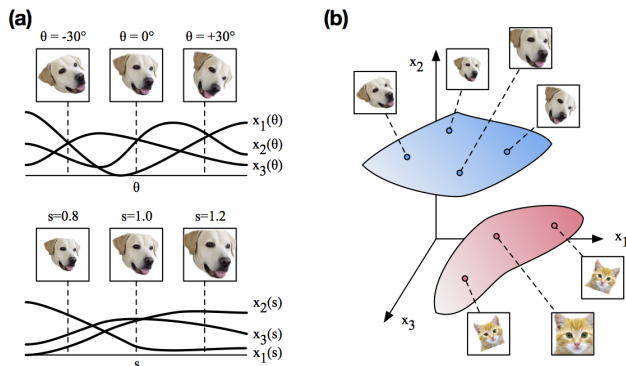 (a)
θ = -30° θ = 0° θ = +30°
x₁(θ)
x₂(θ)
x₃(θ)
θ
s=0.8 s=1.0 s=1.2
x₂(s)
x₃(s)
x₁(s)
s
(b)
x₂
x₁
x₃